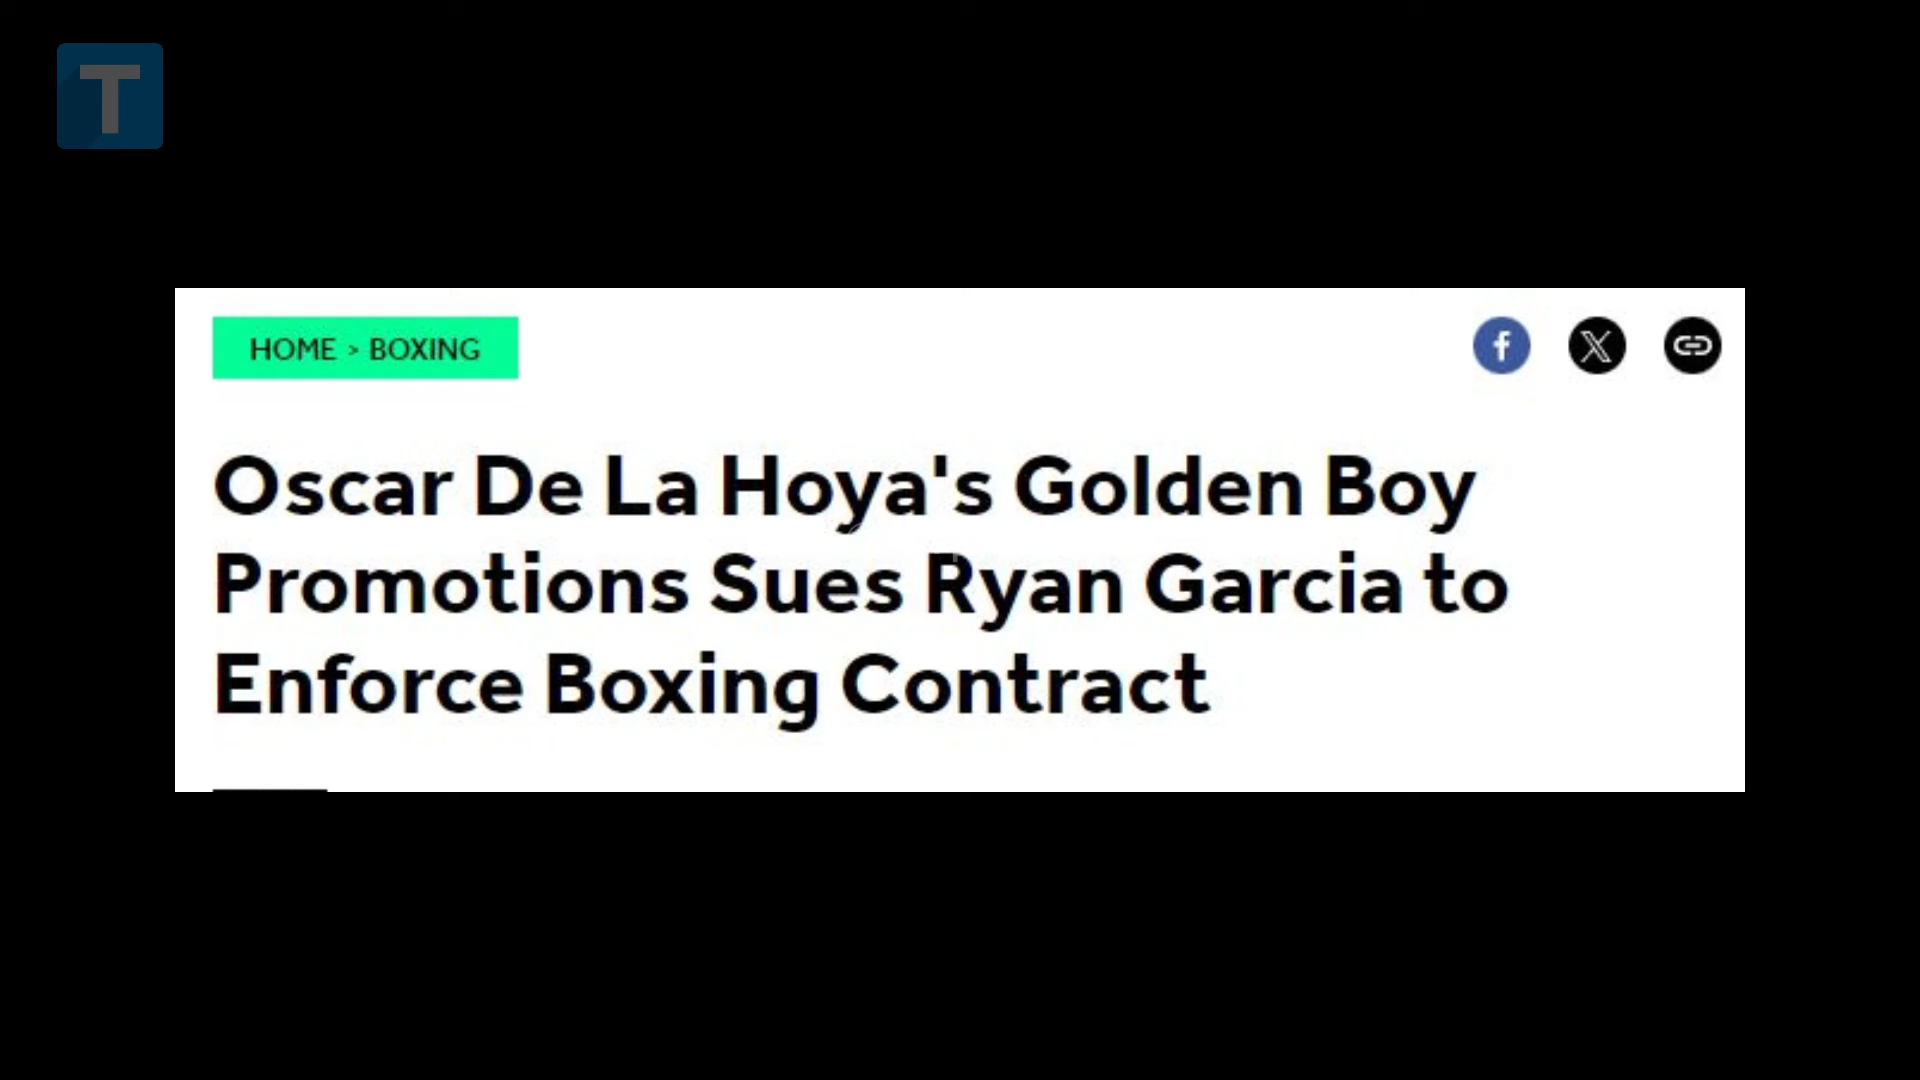 T
HOME > BOXING
Oscar De La Hoya's Golden Boy
Promotions Sues Ryan Garcia to
Enforce Boxing Contract